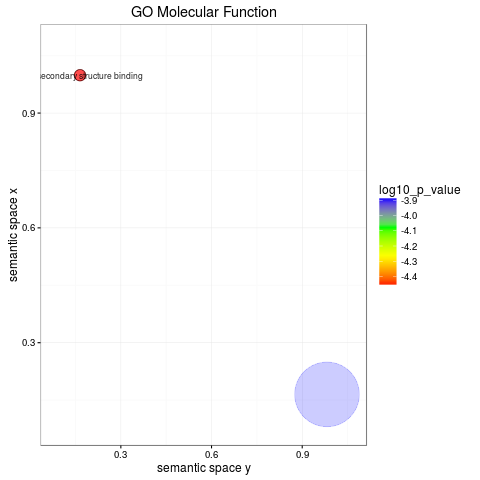 GO Molecular Function
econdary structure binding
semantic space x
0.9
0.6
0.3
0.3
0.6
0.9
semantic space y
log10_p_value
-3.9
-4.0
-4.1
-4.2
-4.3
-4.4